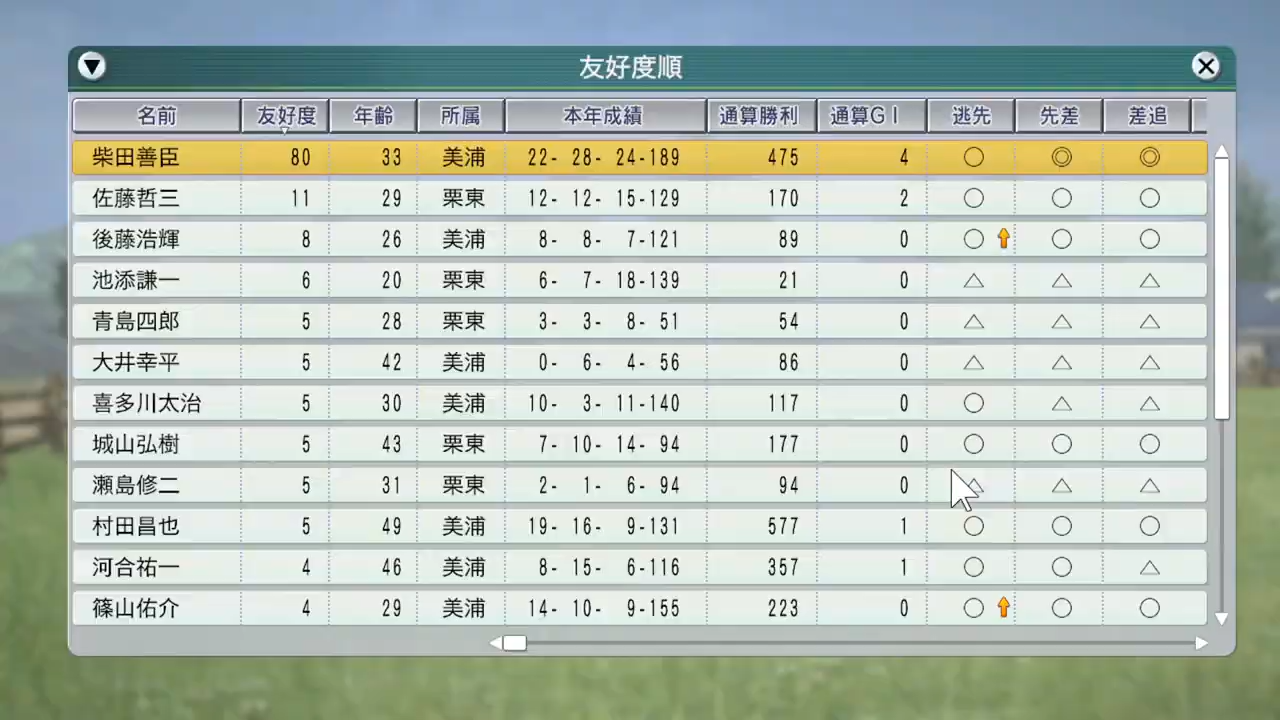 友好度順
名前 友好度 年齢 所属 本年成績 通算勝利 通算GⅠ 逃先 先差 差追
柴田善臣 80 33 美浦 22- 28- 24-189 475 4 ○ ◎ ◎
佐藤哲三 11 29 栗東 12- 12- 15-129 170 2 ○ ○ ○
後藤浩輝 8 26 美浦 8- 8- 7-121 89 0 ○ ○ ○
池添謙一 6 20 栗東 6- 7- 18-139 21 0 △ △ △
青島四郎 5 28 栗東 3- 3- 8- 51 54 0 △ △ △
大井幸平 5 42 美浦 0- 6- 4- 56 86 0 △ △ △
喜多川太治 5 30 美浦 10- 3- 11-140 117 0 ○ △ △
城山弘樹 5 43 栗東 7- 10- 14- 94 177 0 ○ ○ ○
瀬島修二 5 31 栗東 2- 1- 6- 94 94 0 △ △ △
村田昌也 5 49 美浦 19- 16- 9-131 577 1 ○ ○ ○
河合祐一 4 46 美浦 8- 15- 6-116 357 1 ○ ○ △
篠山佑介 4 29 美浦 14- 10- 9-155 223 0 ○ ○ ○